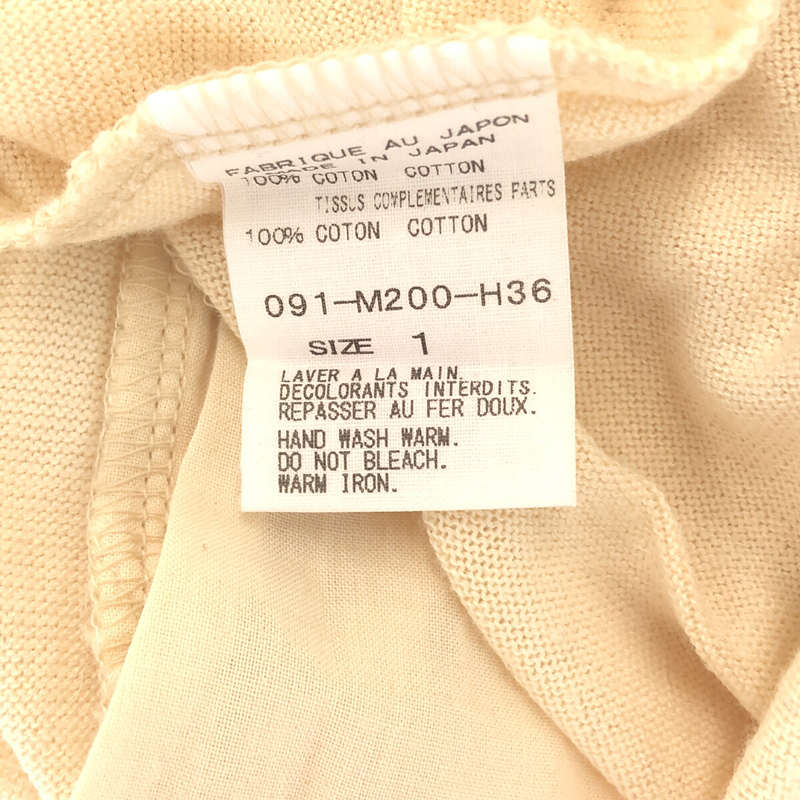 FABRIQUE AU JAPON
MADE IN JAPAN
100% COTON COTTON
TISSUS COMPLEMENTAIRES PARTS
100% COTON COTTON
091-M200-H36
SIZE 1
LAVER A LA MAIN.
DECOLORANTS INTERDITS.
REPASSER AU FER DOUX.
HAND WASH WARM.
DO NOT BLEACH.
WARM IRON.